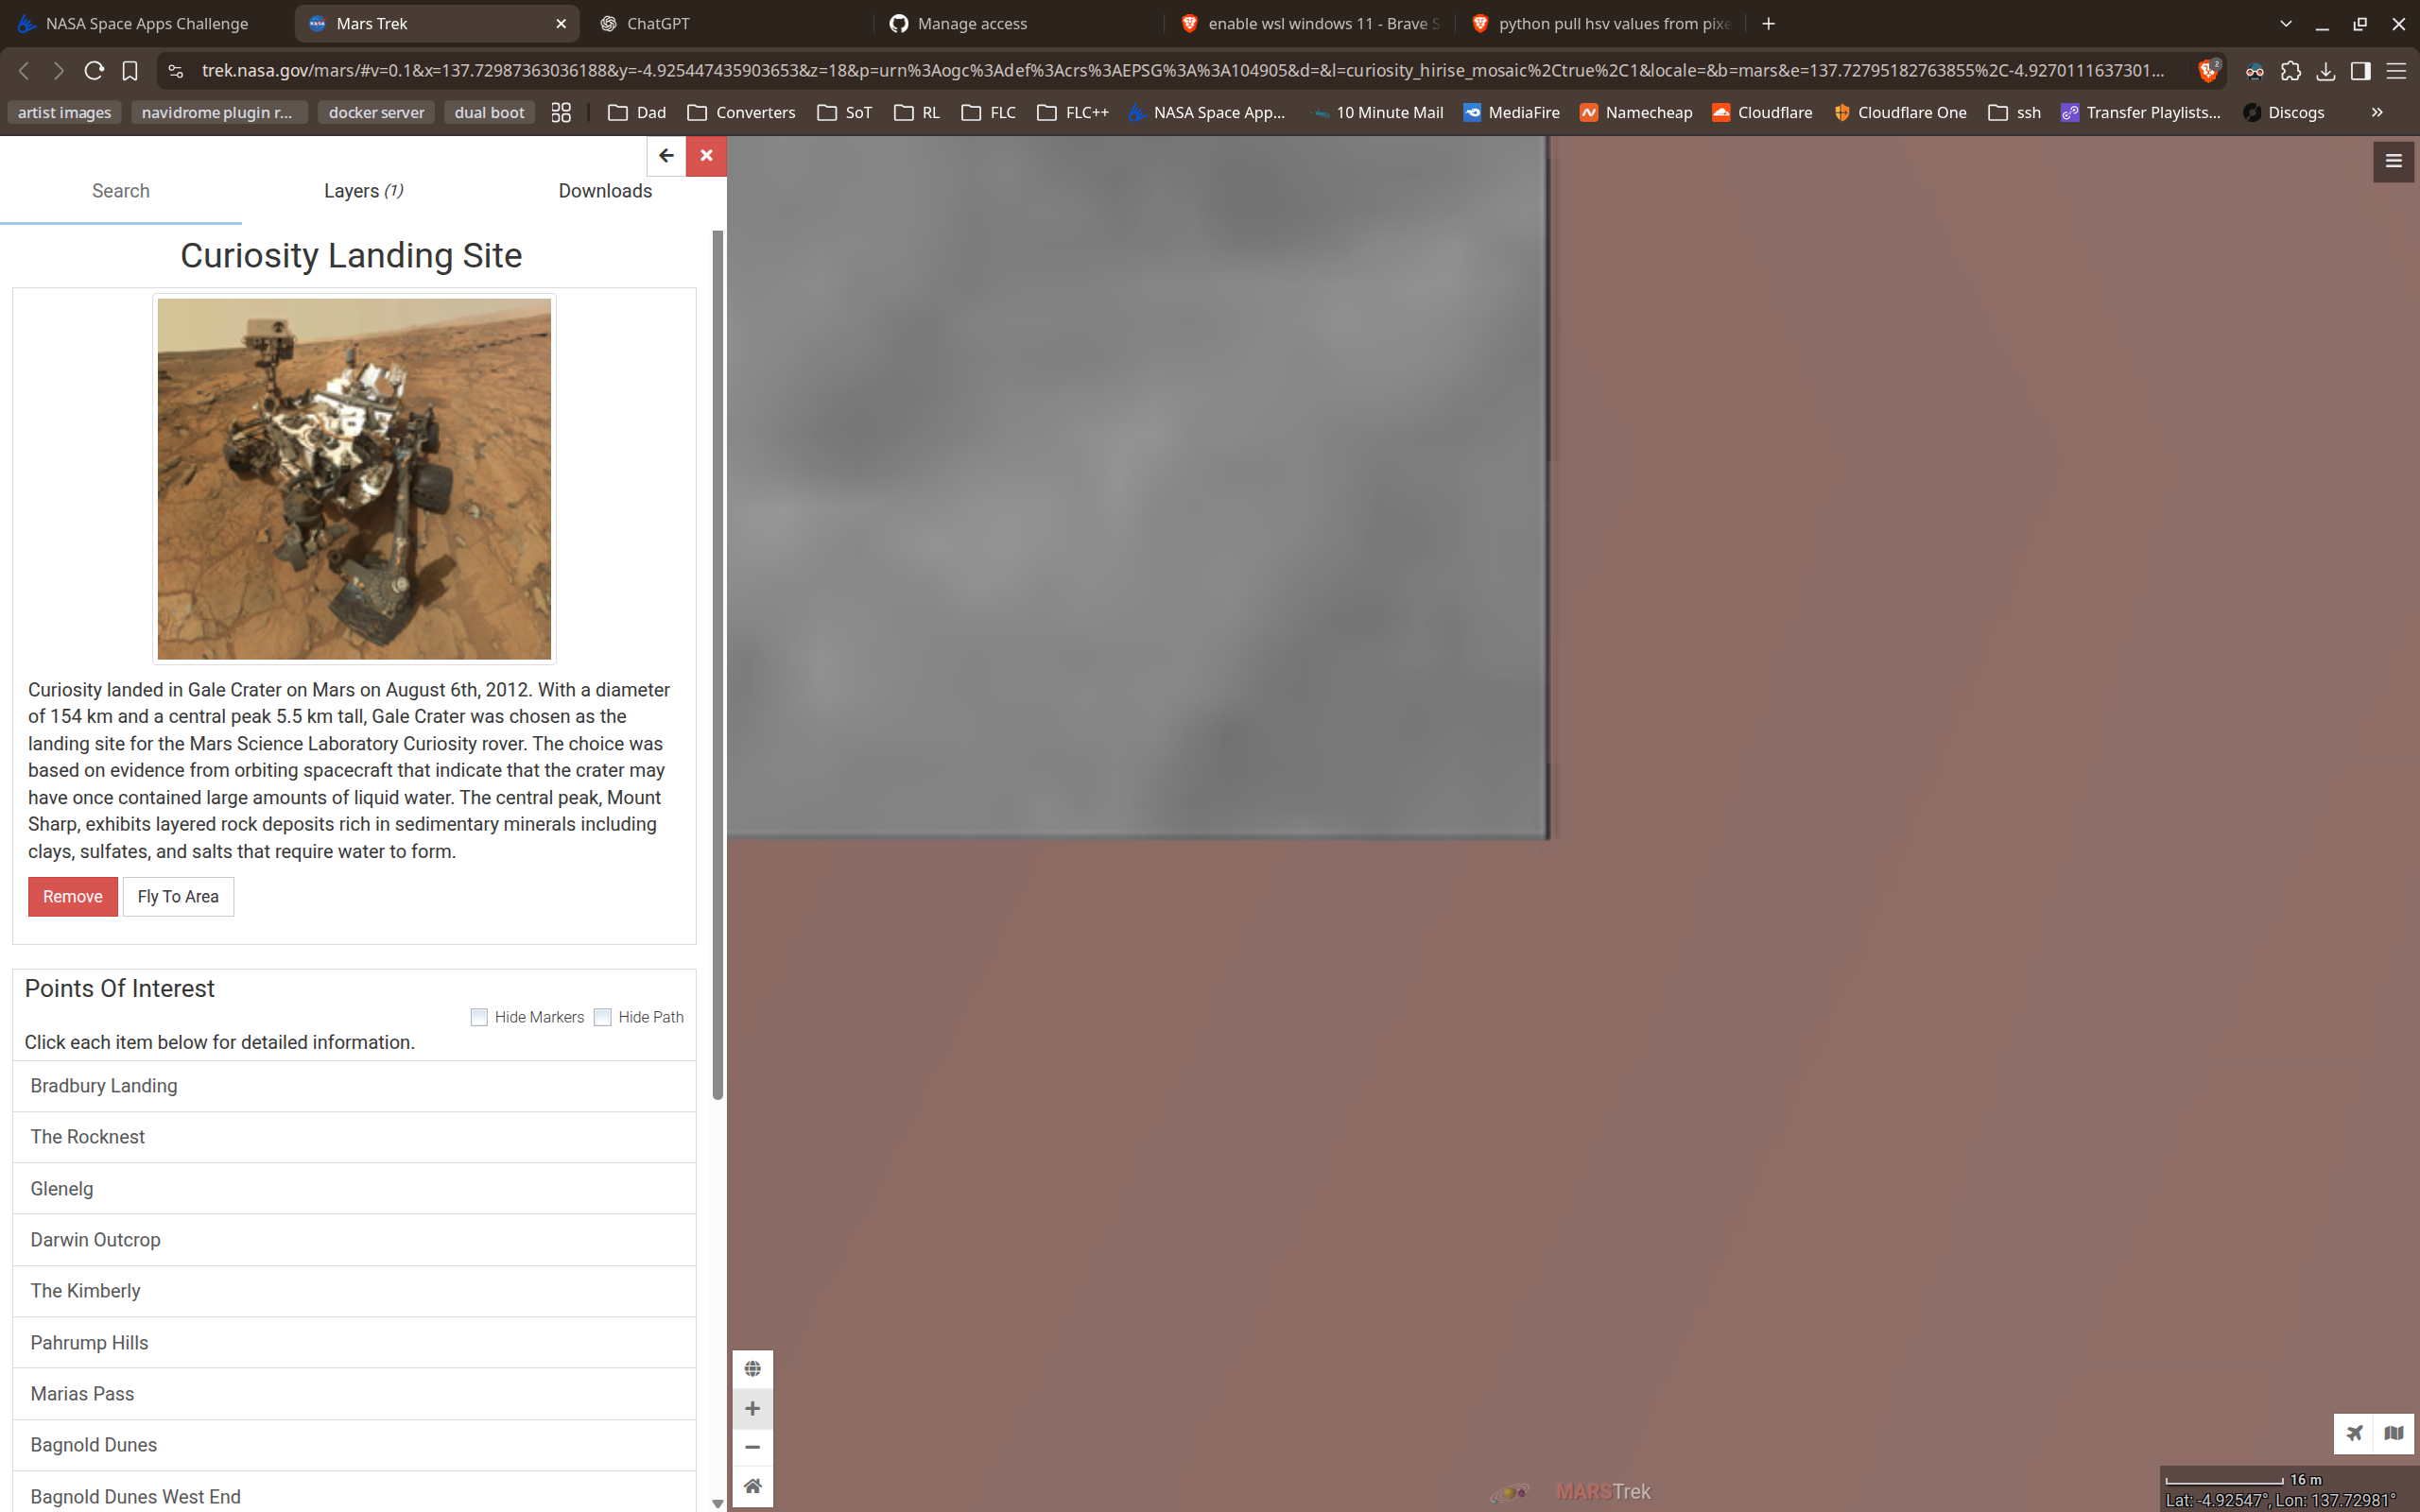 NASA Space Apps Challenge
Mars Trek
ChatGPT
Manage access
enable wsl windows 11 - Brave S
python pull hsv values from pixe
trek.nasa.gov/mars/#v=0.1&x=137.72987363036188&y=-4.925447435903653&z=18&p=urn%3Aogc%3Adef%3Acrs%3AEPSG%3A%3A104905&d=&l=curiosity_hirise_mosaic%2Ctrue%2C1&locale=&b=mars&e=137.72795182763855%2C-4.9270111637301...
2
artist images
navidrome plugin r...
docker server
dual boot
Dad
Converters
SoT
RL
FLC
FLC++
NASA Space App...
10 Minute Mail
MediaFire
Namecheap
Cloudflare
Cloudflare One
ssh
Transfer Playlists...
Discogs
Search
Layers (1)
Downloads
Curiosity Landing Site
Curiosity landed in Gale Crater on Mars on August 6th, 2012. With a diameter
of 154 km and a central peak 5.5 km tall, Gale Crater was chosen as the
landing site for the Mars Science Laboratory Curiosity rover. The choice was
based on evidence from orbiting spacecraft that indicate that the crater may
have once contained large amounts of liquid water. The central peak, Mount
Sharp, exhibits layered rock deposits rich in sedimentary minerals including
clays, sulfates, and salts that require water to form.
Remove
Fly To Area
Points Of Interest
Hide Markers
Hide Path
Click each item below for detailed information.
Bradbury Landing
The Rocknest
Glenelg
Darwin Outcrop
The Kimberly
Pahrump Hills
Marias Pass
Bagnold Dunes
Bagnold Dunes West End
MARSTrek
16 m
Lat: -4.92547°, Lon: 137.72981°